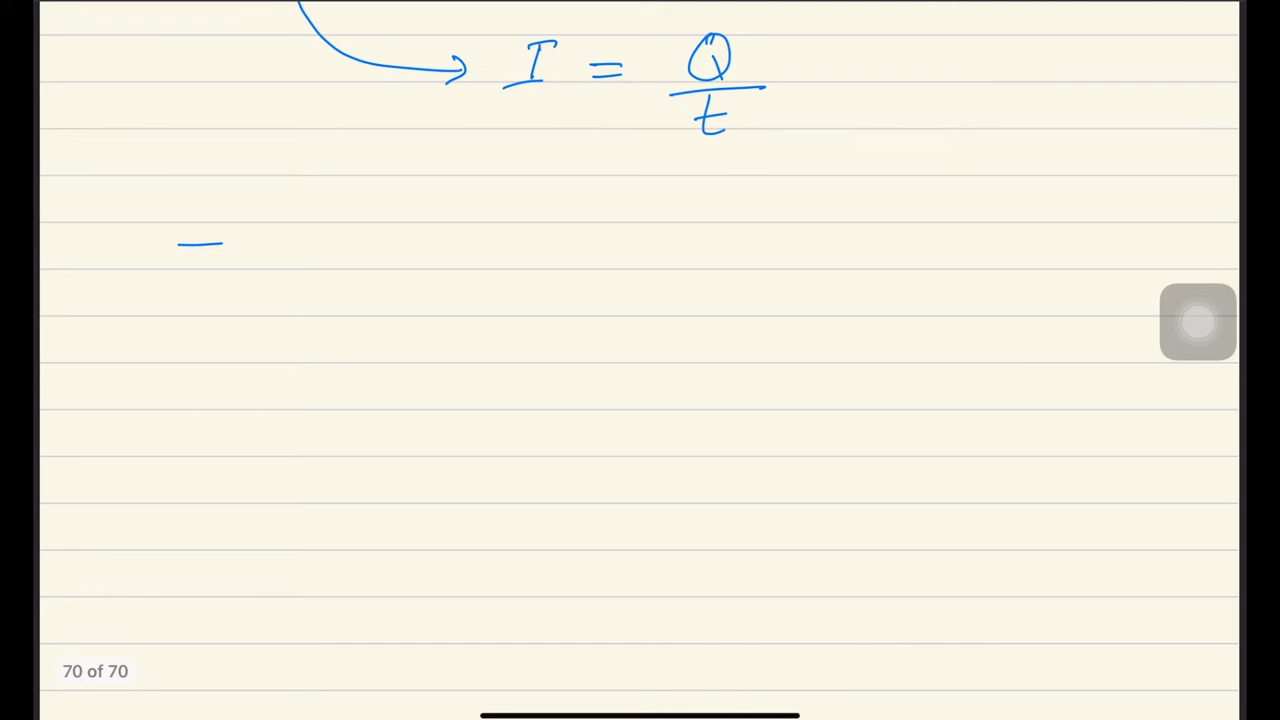 I = Q/t
70 of 70